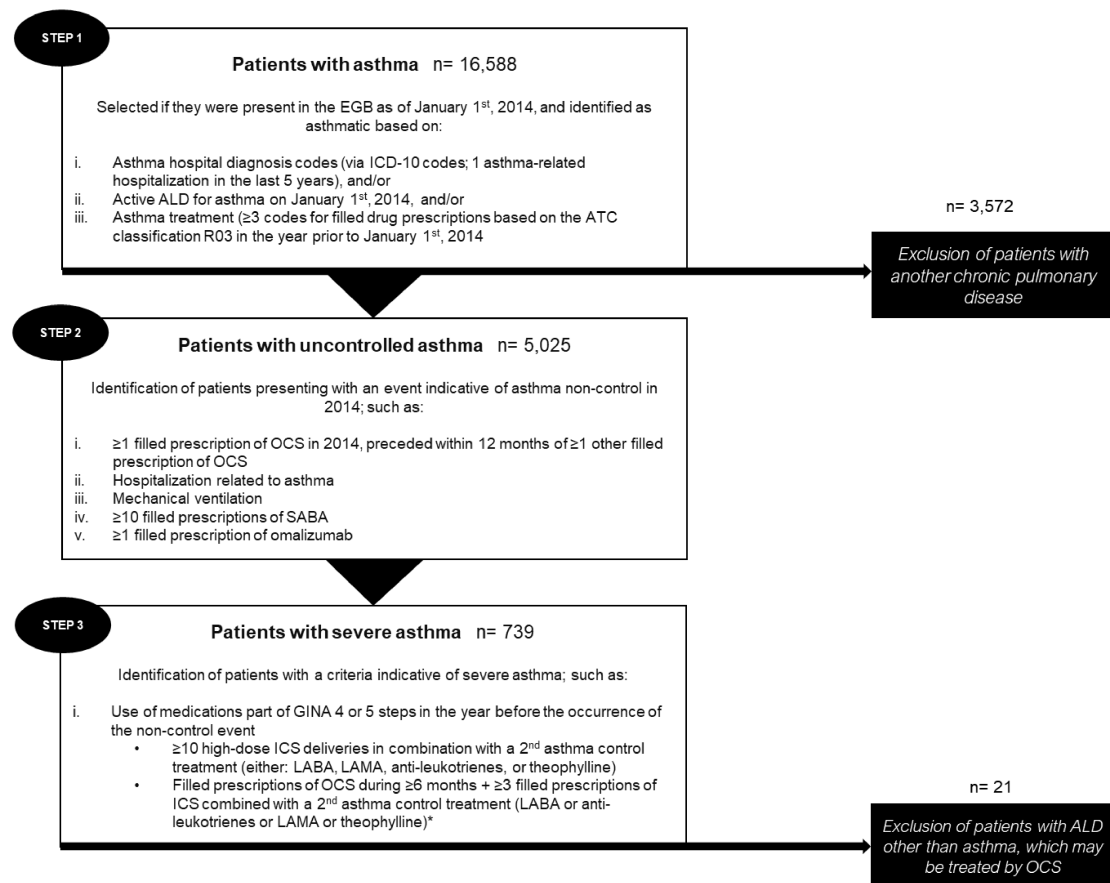 STEP 1
Patients with asthma n= 16,588
Selected if they were present in the EGB as of January 1st, 2014, and identified as
asthmatic based on:
i. Asthma hospital diagnosis codes (via ICD-10 codes; 1 asthma-related
hospitalization in the last 5 years), and/or
ii. Active ALD for asthma on January 1st, 2014, and/or
iii. Asthma treatment (≥3 codes for filled drug prescriptions based on the ATC
classification R03 in the year prior to January 1st, 2014
n= 3,572
Exclusion of patients with
another chronic pulmonary
disease
STEP 2
Patients with uncontrolled asthma n= 5,025
Identification of patients presenting with an event indicative of asthma non-control in
2014; such as:
i. ≥1 filled prescription of OCS in 2014, preceded within 12 months of ≥1 other filled
prescription of OCS
ii. Hospitalization related to asthma
iii. Mechanical ventilation
iv. ≥10 filled prescriptions of SABA
v. ≥1 filled prescription of omalizumab
STEP 3
Patients with severe asthma n= 739
Identification of patients with a criteria indicative of severe asthma; such as:
i. Use of medications part of GINA 4 or 5 steps in the year before the occurrence of
the non-control event
• ≥10 high-dose ICS deliveries in combination with a 2nd asthma control
treatment (either: LABA, LAMA, anti-leukotrienes, or theophylline)
• Filled prescriptions of OCS during ≥6 months + ≥3 filled prescriptions of
ICS combined with a 2nd asthma control treatment (LABA or anti-
leukotrienes or LAMA or theophylline)*
n= 21
Exclusion of patients with ALD
other than asthma, which may
be treated by OCS